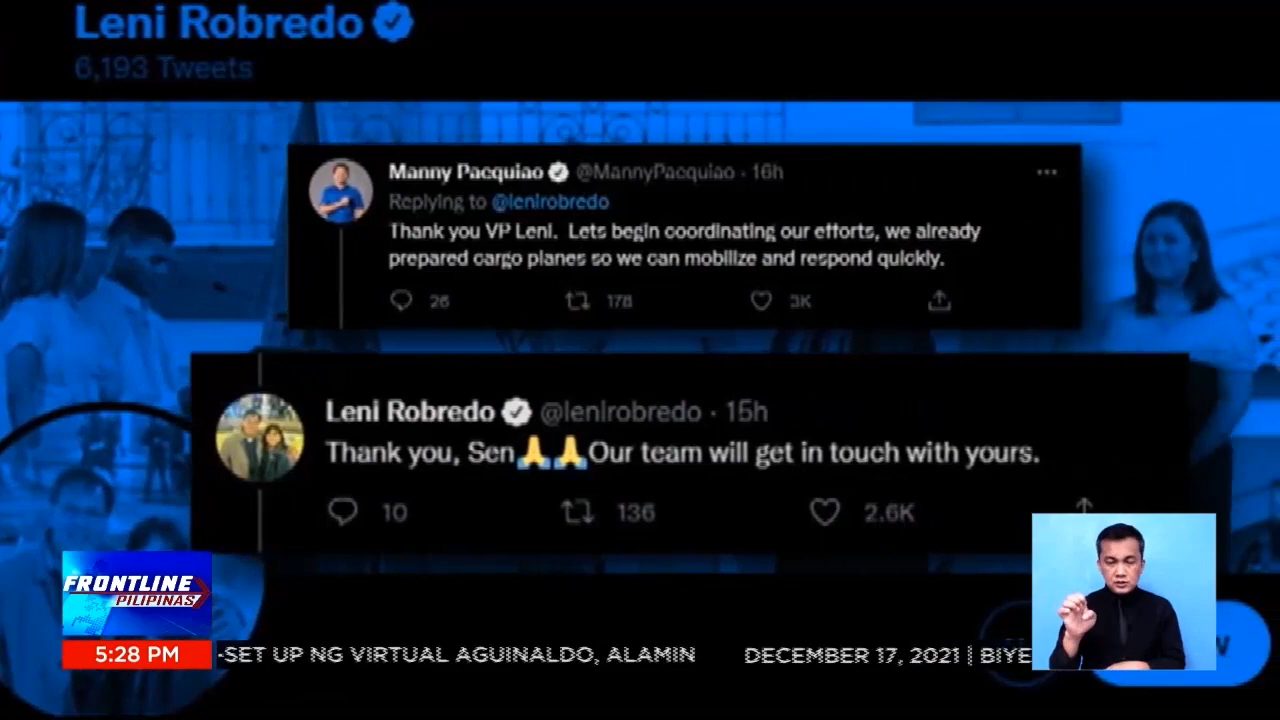 Leni Robredo
6,193 Tweets
Manny Pacquiao @MannyPacquiao · 16h
Replying to @lenirobredo
Thank you VP Leni. Lets begin coordinating our efforts, we already
prepared cargo planes so we can mobilize and respond quickly.
26 178 3K
Leni Robredo @lenirobredo · 15h
Thank you, Sen🙏🙏Our team will get in touch with yours.
10 136 2.6K
FRONTLINE
PILIPINAS
5:28 PM
-SET UP NG VIRTUAL AGUINALDO, ALAMIN DECEMBER 17, 2021 | BIYE